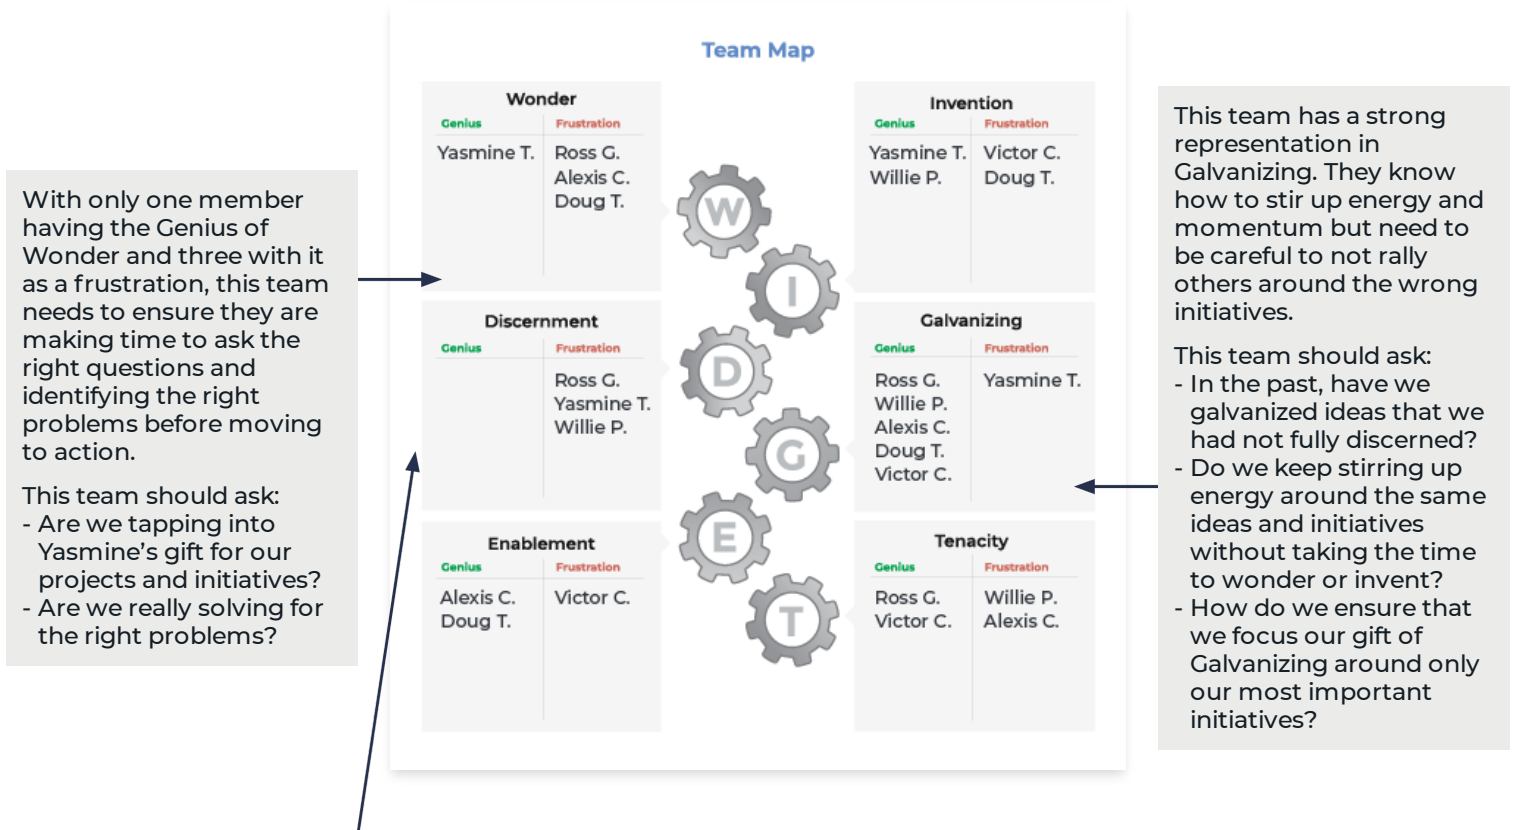 Team Map
With only one member
having the Genius of
Wonder and three with it
as a frustration, this team
needs to ensure they are
making time to ask the
right questions and
identifying the right
problems before moving
to action.
This team should ask:
- Are we tapping into
Yasmine’s gift for our
projects and initiatives?
- Are we really solving for
the right problems?
Wonder
Genius Frustration
Yasmine T. Ross G.
Alexis C.
Doug T.
Invention
Genius Frustration
Yasmine T. Victor C.
Willie P. Doug T.
Discernment
Genius Frustration
Ross G.
Yasmine T.
Willie P.
Galvanizing
Genius Frustration
Ross G. Yasmine T.
Willie P.
Alexis C.
Doug T.
Victor C.
Enablement
Genius Frustration
Alexis C. Victor C.
Doug T.
Tenacity
Genius Frustration
Ross G. Willie P.
Victor C. Alexis C.
W
I
D
G
E
T
This team has a strong
representation in
Galvanizing. They know
how to stir up energy and
momentum but need to
be careful to not rally
others around the wrong
initiatives.
This team should ask:
- In the past, have we
galvanized ideas that we
had not fully discerned?
- Do we keep stirring up
energy around the same
ideas and initiatives
without taking the time
to wonder or invent?
- How do we ensure that
we focus our gift of
Galvanizing around only
our most important
initiatives?